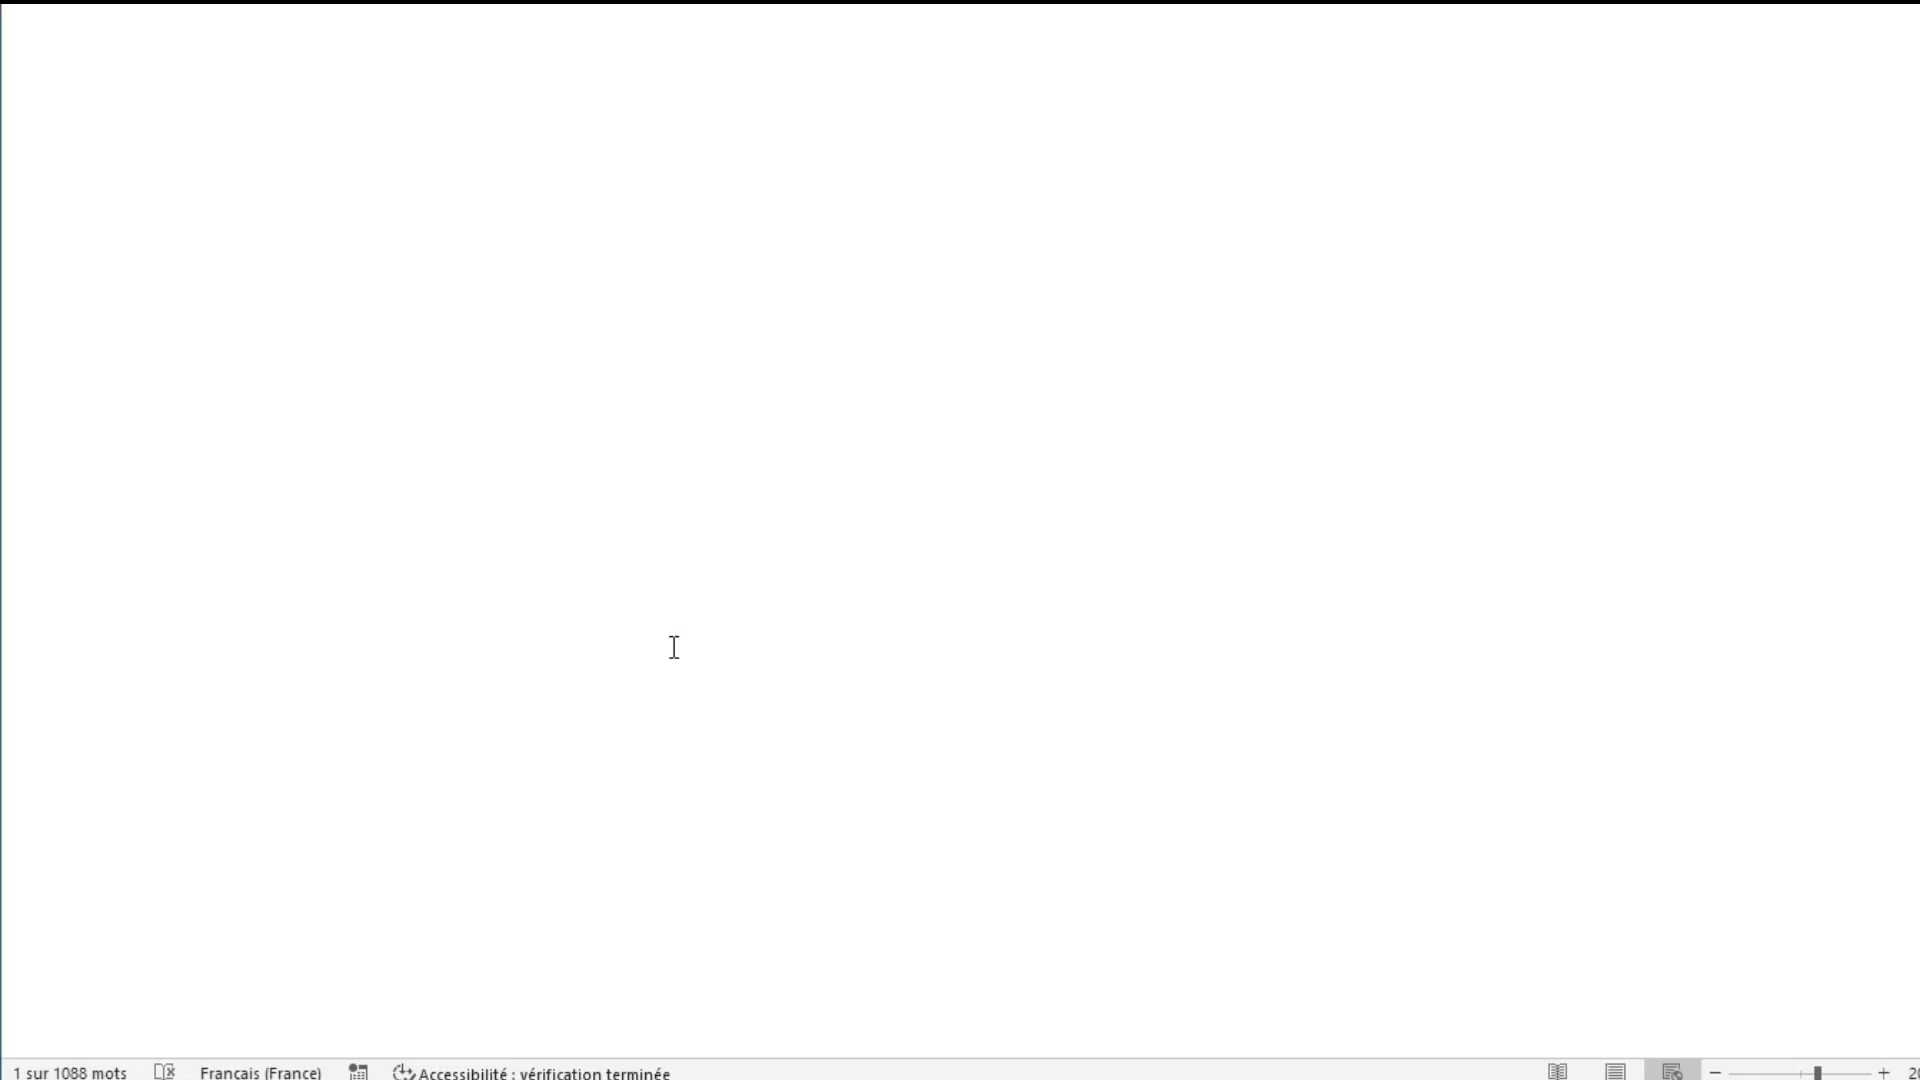 1 sur 1088 mots Français (France) Accessibilité : vérification terminée